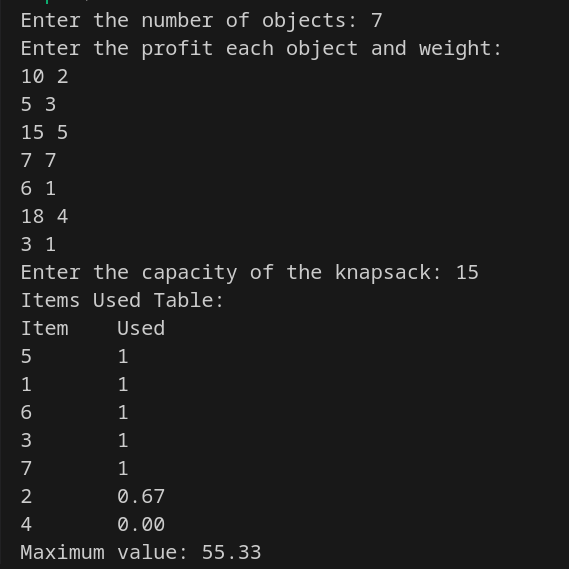 Enter the number of objects: 7
Enter the profit each object and weight:
10 2
5 3
15 5
7 7
6 1
18 4
3 1
Enter the capacity of the knapsack: 15
Items Used Table:
Item    Used
5       1
1       1
6       1
3       1
7       1
2       0.67
4       0.00
Maximum value: 55.33